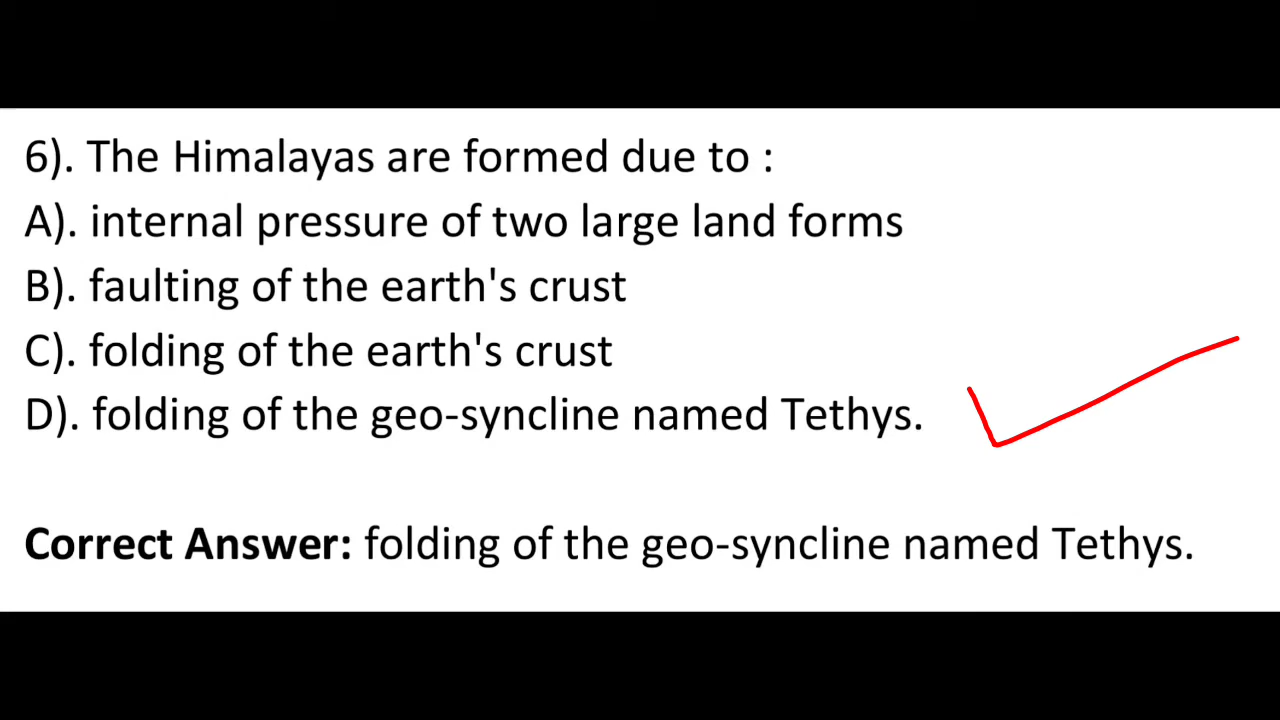 6). The Himalayas are formed due to :
A). internal pressure of two large land forms
B). faulting of the earth's crust
C). folding of the earth's crust
D). folding of the geo-syncline named Tethys.
Correct Answer: folding of the geo-syncline named Tethys.